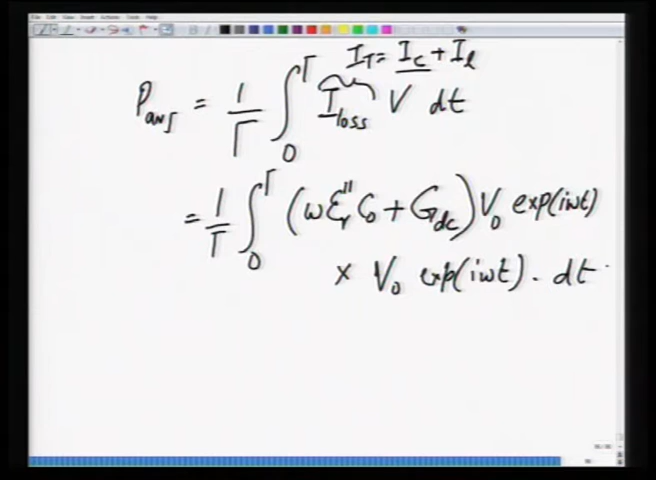 I_T = I_c + I_l
P_avg = 1/T ∫_0^T I_loss V dt
= 1/T ∫_0^T (ωε_r'' C_0 + G_dc) V_0 exp(iωt)
× V_0 exp(iωt) . dt.